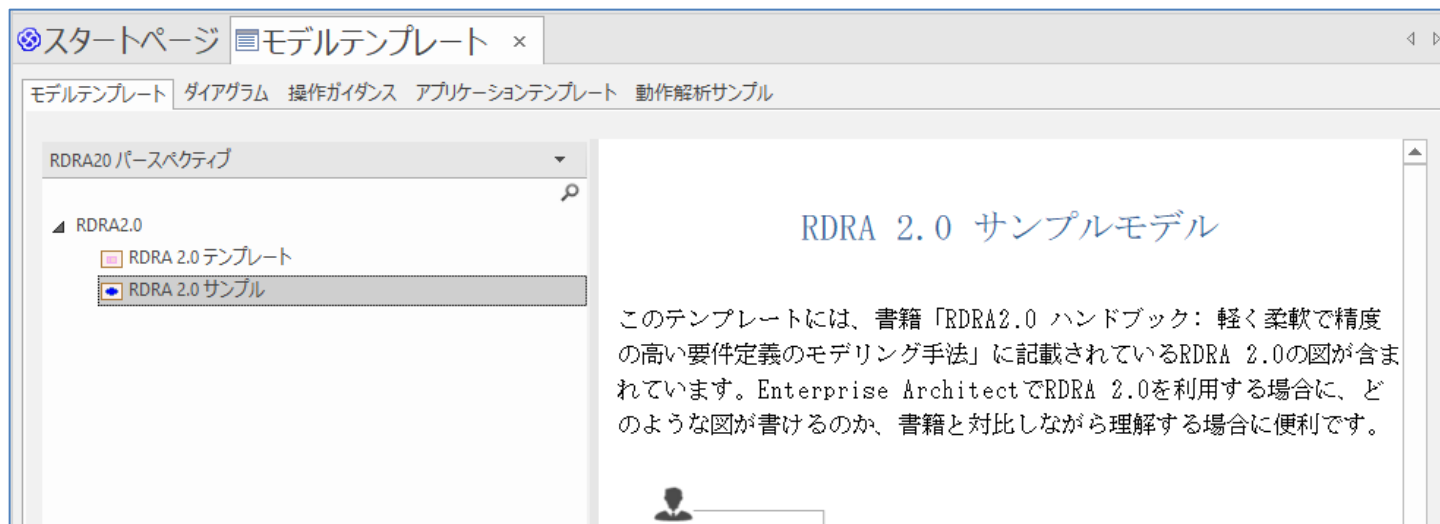 スタートページ モデルテンプレート ×
モデルテンプレート ダイアグラム 操作ガイダンス アプリケーションテンプレート 動作解析サンプル
RDRA20 パースペクティブ
RDRA2.0
RDRA 2.0 テンプレート
RDRA 2.0 サンプル
RDRA 2.0 サンプルモデル
このテンプレートには、書籍「RDRA2.0 ハンドブック: 軽く柔軟で精度
の高い要件定義のモデリング手法」に記載されているRDRA 2.0の図が含ま
れています。Enterprise ArchitectでRDRA 2.0を利用する場合に、ど
のような図が書けるのか、書籍と対比しながら理解する場合に便利です。